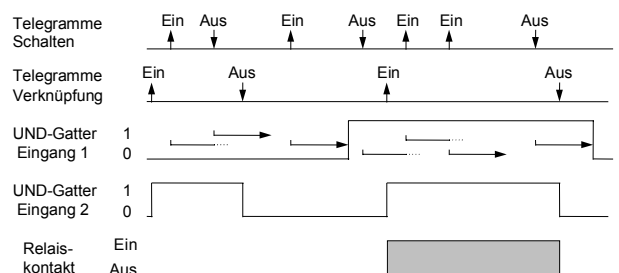 Telegramme Schalten Ein Aus Ein Aus Ein Ein Aus
Telegramme Verknüpfung Ein Aus Ein Aus
UND-Gatter 1
Eingang 1 0
UND-Gatter 1
Eingang 2 0
Relais- Ein
kontakt Aus